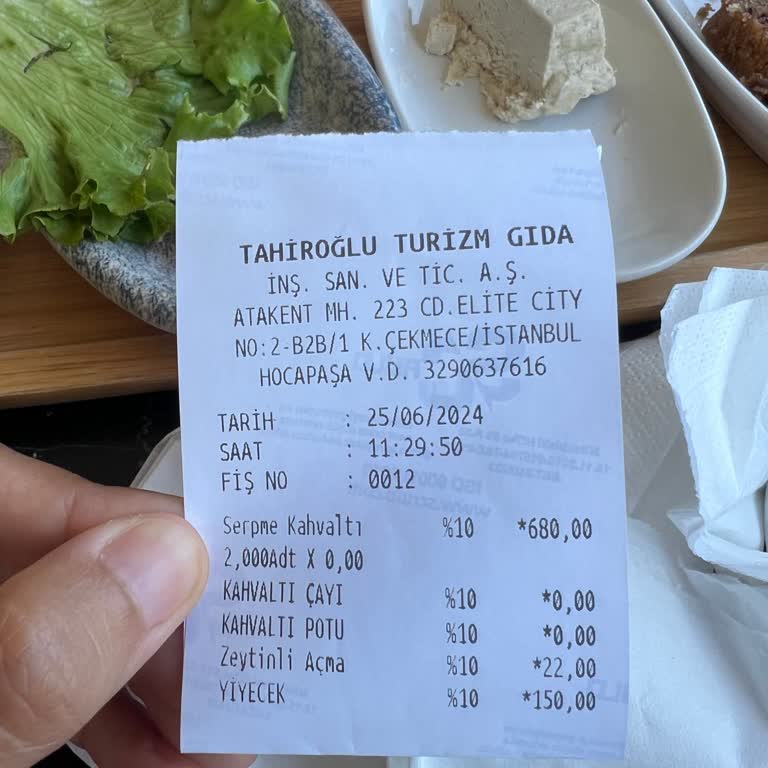 TAHİROĞLU TURİZM GIDA
İNŞ. SAN. VE TİC. A.Ş.
ATAKENT MH. 223 CD.ELİTE CİTY
NO:2-B2B/1 K.ÇEKMECE/İSTANBUL
HOCAPAŞA V.D. 3290637616
TARİH : 25/06/2024
SAAT : 11:29:50
FİŞ NO : 0012
Serpme Kahvaltı %10 *680,00
2,000Adt X 0,00
KAHVALTI ÇAYI %10 *0,00
KAHVALTI POTU %10 *0,00
Zeytinli Açma %10 *22,00
YİYECEK %10 *150,00